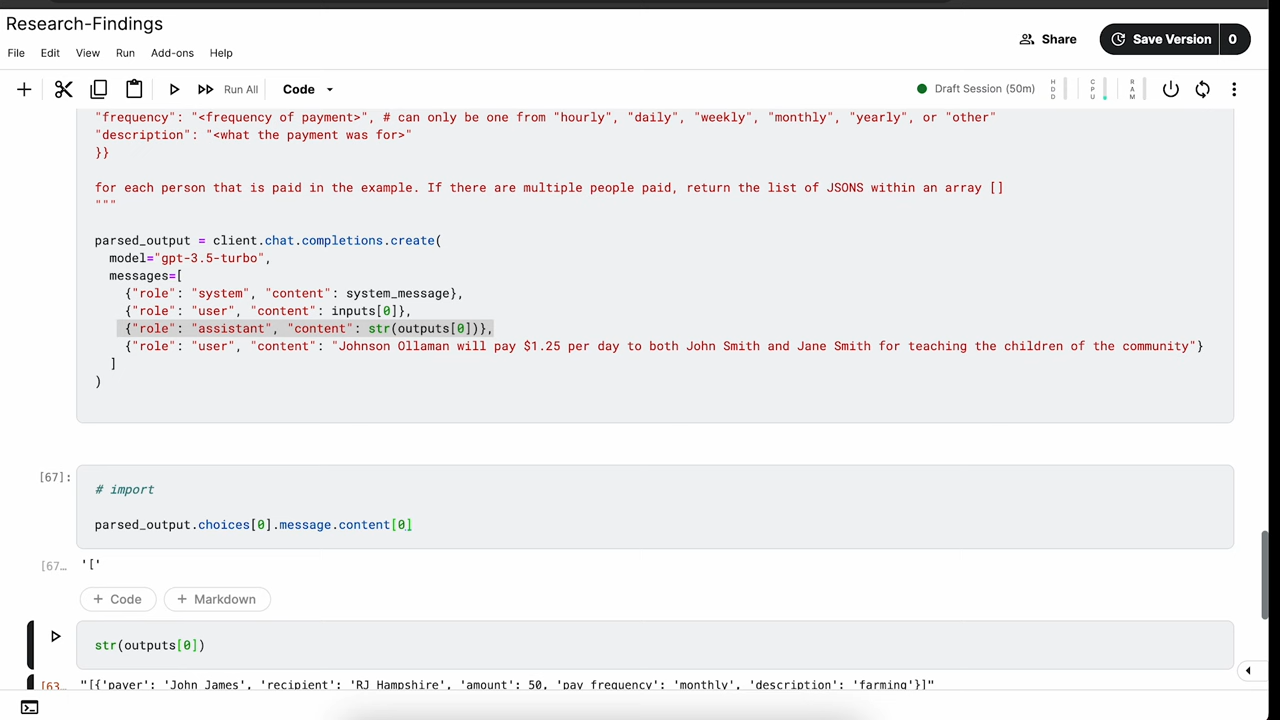 Research-Findings
File Edit View Run Add-ons Help
Share
Save Version 0
Run All
Code
Draft Session (50m)
HDD
CPU
RAM
"frequency": "<frequency of payment>", # can only be one from "hourly", "daily", "weekly", "monthly", "yearly", or "other"
"description": "<what the payment was for>"
}}
for each person that is paid in the example. If there are multiple people paid, return the list of JSONS within an array []
"""
parsed_output = client.chat.completions.create(
model="gpt-3.5-turbo",
messages=[
{"role": "system", "content": system_message},
{"role": "user", "content": inputs[0]},
{"role": "assistant", "content": str(outputs[0])},
{"role": "user", "content": "Johnson Ollaman will pay $1.25 per day to both John Smith and Jane Smith for teaching the children of the community"}
]
)
[67]:
# import
parsed_output.choices[0].message.content[0]
[67…
'['
+ Code
+ Markdown
str(outputs[0])
[63…
"[{'payer': 'John James', 'recipient': 'RJ Hampshire', 'amount': 50, 'pay_frequency': 'monthly', 'description': 'farming'}]"